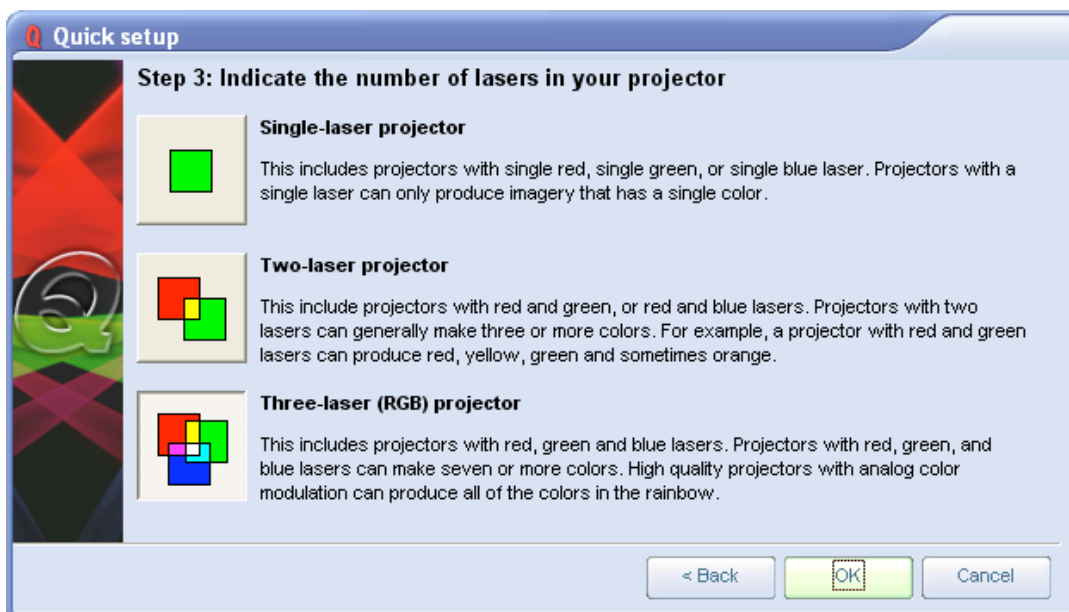 Quick setup
Step 3: Indicate the number of lasers in your projector
Single-laser projector
This includes projectors with single red, single green, or single blue laser. Projectors with a
single laser can only produce imagery that has a single color.
Two-laser projector
This include projectors with red and green, or red and blue lasers. Projectors with two
lasers can generally make three or more colors. For example, a projector with red and green
lasers can produce red, yellow, green and sometimes orange.
Three-laser (RGB) projector
This includes projectors with red, green and blue lasers. Projectors with red, green, and
blue lasers can make seven or more colors. High quality projectors with analog color
modulation can produce all of the colors in the rainbow.
< Back
OK
Cancel